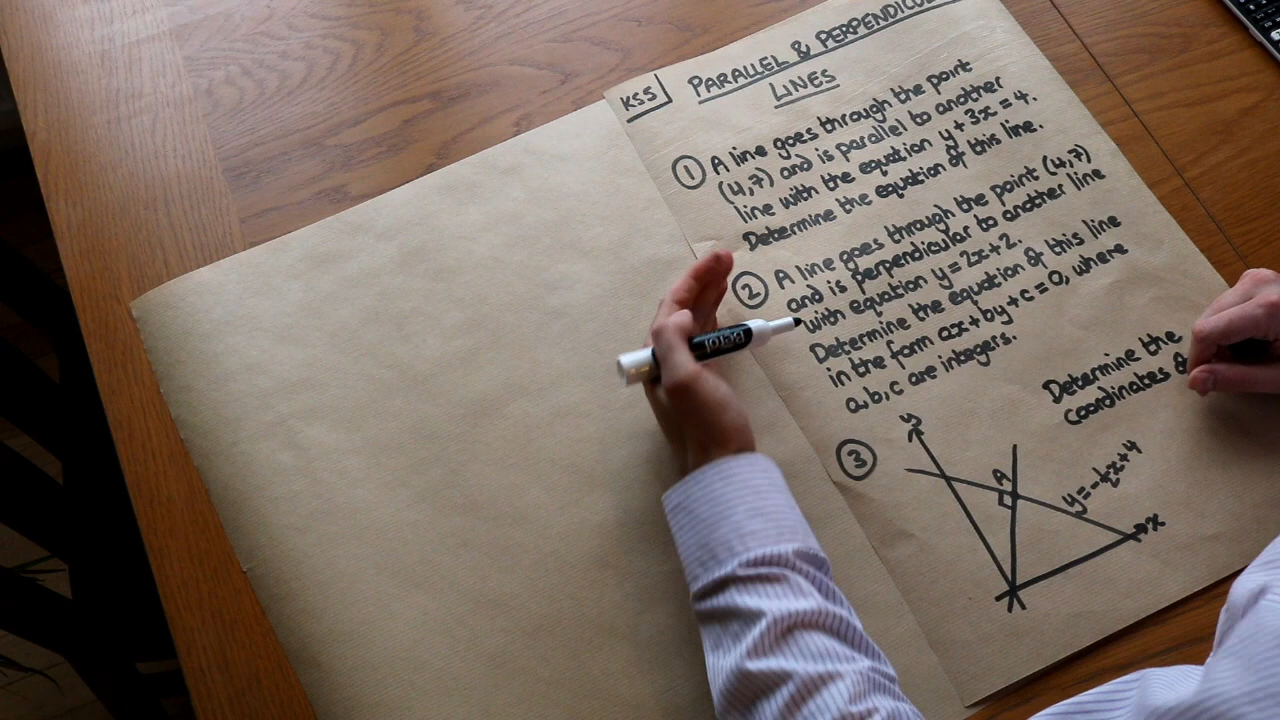 KS5
PARALLEL & PERPENDICUL
LINES
① A line goes through the point
(4,7) and is parallel to another
line with the equation y + 3x = 4.
Determine the equation of this line.
② A line goes through the point (4,7)
and is perpendicular to another line
with equation y = 2x + 2.
Determine the equation of this line
in the form ax + by + c = 0, where
a, b, c are integers.
③
Determine the
coordinates
y
A
y = -½x + 4
x
Berol